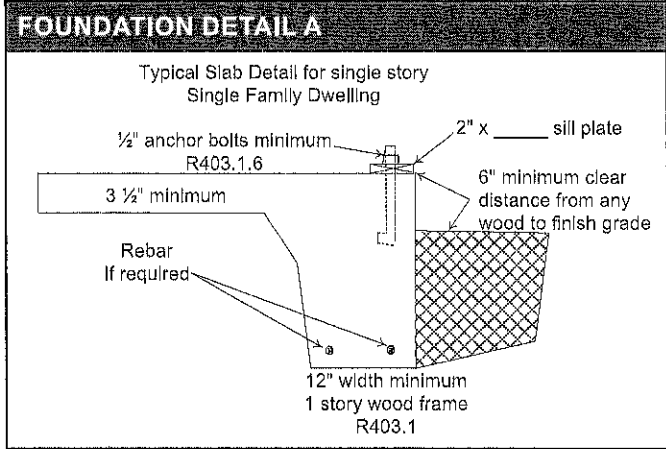 FOUNDATION DETAIL A
Typical Slab Detail for single story
Single Family Dwelling
½" anchor bolts minimum
R403.1.6
2" x _____ sill plate
3 ½" minimum
6" minimum clear
distance from any
wood to finish grade
Rebar
If required
12" width minimum
1 story wood frame
R403.1